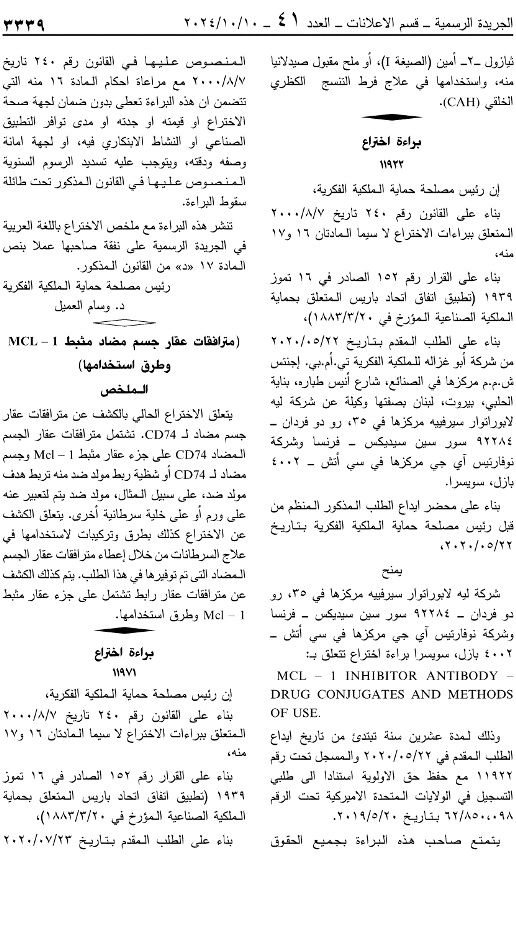 الجريدة الرسمية ـ قسم الاعلانات ـ العدد ٤١ ـ ٢٠٢٤/١٠/١٠
٣٣٣٩
ثيازول ـ٢ـ أمين (الصيغة I)، أو ملح مقبول صيدلانيا
منه، واستخدامها في علاج فرط التنسج الكظري
الخلقي (CAH).
براءة اختراع
١١٩٢٢
إن رئيس مصلحة حماية الملكية الفكرية،
بناء على القانون رقم ٢٤٠ تاريخ ٢٠٠٠/٨/٧
المتعلق ببراءات الاختراع لا سيما المادتان ١٦ و١٧
منه،
بناء على القرار رقم ١٥٢ الصادر في ١٦ تموز
١٩٣٩ (تطبيق اتفاق اتحاد باريس المتعلق بحماية
الملكية الصناعية المؤرخ في ١٨٨٣/٣/٢٠)،
بناء على الطلب المقدم بـتـاريخ ٢٠٢٠/٠٥/٢٢
من شركة أبو غزاله للملكية الفكرية تي.أم.بي. إجنتس
ش.م.م مركزها في الصنائع، شارع أنيس طباره، بناية
الحلبي، بيروت، لبنان بصفتها وكيلة عن شركة ليه
لابوراتوار سيرفييه مركزها في ٣٥، رو دو فردان ـ
٩٢٢٨٤ سور سين سيديكس ـ فرنسا وشركة
نوفارتيس آي جي مركزها في سي أتش ـ ٤٠٠٢
بازل، سويسرا.
بناء على محضر ايداع الطلب المذكور المنظم من
قبل رئيس مصلحة حماية الملكية الفكرية بـتـاريخ
٢٠٢٠/٠٥/٢٢،
يمنح
شركة ليه لابوراتوار سيرفييه مركزها في ٣٥، رو
دو فردان ـ ٩٢٢٨٤ سور سين سيديكس ـ فرنسا
وشركة نوفارتيس آي جي مركزها في سي أتش ـ
٤٠٠٢ بازل، سويسرا براءة اختراع تتعلق بـ:
MCL – 1 INHIBITOR ANTIBODY –
DRUG CONJUGATES AND METHODS
OF USE.
وذلك لـمدة عشرين سنة تبتدئ من تاريخ ايداع
الطلب المقدم في ٢٠٢٠/٠٥/٢٢ والمسجل تحت رقم
١١٩٢٢ مع حفظ حق الاولوية استنادا الى طلبي
التسجيل في الولايات المتحدة الاميركية تحت الرقم
٦٢/٨٥٠،٠٩٨ بـتـاريخ ٢٠١٩/٥/٢٠.
يتمتع صاحب هذه البراءة بجميع الحقوق
الـمنصوص عليهـا في القانون رقم ٢٤٠ تاريخ
٢٠٠٠/٨/٧ مع مراعاة احكام المـادة ١٦ منه التي
تتضمن ان هذه البراءة تعطى بدون ضمان لجهة صحة
الاختراع او قيمته او جدته او مدى توافر التطبيق
الصناعي او النشاط الابتكاري فيه، او لجهة امانة
وصفه ودقته، ويتوجب عليه تسديد الرسوم السنوية
الـمنصوص عليهـا في القانون المذكور تحت طائلة
سقوط البراءة.
تنشر هذه البراءة مع ملخص الاختراع باللغة العربية
في الجريدة الرسمية على نفقة صاحبها عملا بنص
المادة ١٧ «د» من القانون المذكور.
رئيس مصلحة حماية الملكية الفكرية
د. وسام العميل
(مترافقات عقار جسم مضاد مثبط MCL – 1
وطرق استخدامها)
الـملخص
يتعلق الاختراع الحالي بالكشف عن مترافقات عقار
جسم مضاد لـ CD74. تشتمل مترافقات عقار الجسم
المضاد CD74 على جزء عقار مثبط Mcl – 1 وجسم
مضاد لـ CD74 أو شظية ربط مولد ضد منه تربط هدف
مولد ضد، على سبيل المثال، مولد ضد يتم لتعبير عنه
على ورم أو على خلية سرطانية أخرى. يتعلق الكشف
عن الاختراع كذلك بطرق وتركيبات لاستخدامها في
علاج السرطانات من خلال إعطاء مترافقات عقار الجسم
المضاد التي تم توفيرها في هذا الطلب. يتم كذلك الكشف
عن مترافقات عقار رابط تشتمل على جزء عقار مثبط
Mcl – 1 وطرق استخدامها.
براءة اختراع
١١٩٧١
إن رئيس مصلحة حماية الملكية الفكرية،
بناء على القانون رقم ٢٤٠ تاريخ ٢٠٠٠/٨/٧
المتعلق ببراءات الاختراع لا سيما المادتان ١٦ و١٧
منه،
بناء على القرار رقم ١٥٢ الصادر في ١٦ تموز
١٩٣٩ (تطبيق اتفاق اتحاد باريس المتعلق بحماية
الملكية الصناعية المؤرخ في ١٨٨٣/٣/٢٠)،
بناء على الطلب المقدم بـتـاريخ ٢٠٢٠/٠٧/٢٣